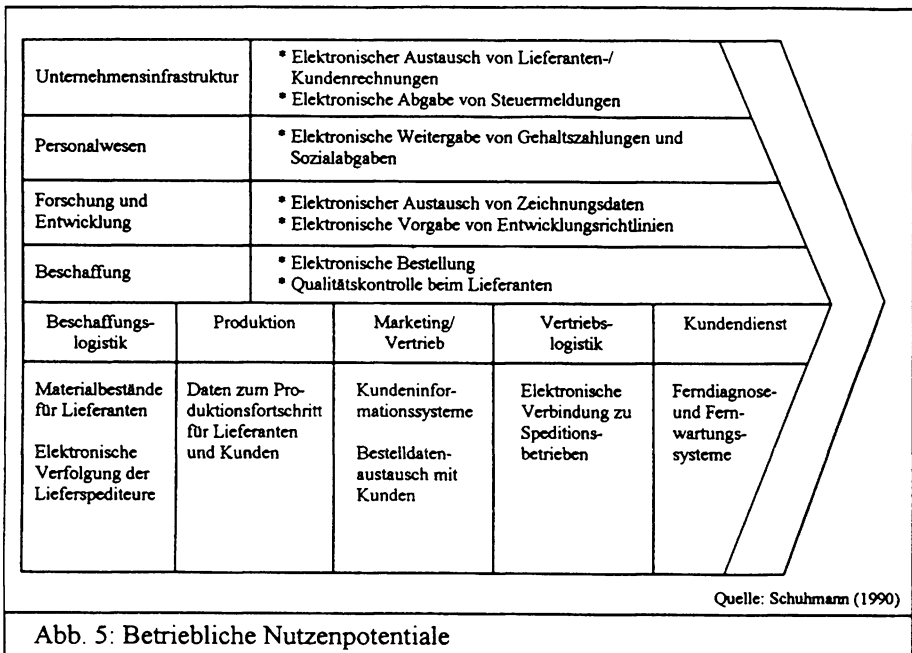 Unternehmensinfrastruktur
* Elektronischer Austausch von Lieferanten-/
Kundenrechnungen
* Elektronische Abgabe von Steuermeldungen
Personalwesen
* Elektronische Weitergabe von Gehaltszahlungen und
Sozialabgaben
Forschung und
Entwicklung
* Elektronischer Austausch von Zeichnungsdaten
* Elektronische Vorgabe von Entwicklungsrichtlinien
Beschaffung
* Elektronische Bestellung
* Qualitätskontrolle beim Lieferanten
Beschaffungs-
logistik
Materialbestände
für Lieferanten
Elektronische
Verfolgung der
Lieferspediteure
Produktion
Daten zum Pro-
duktionsfortschritt
für Lieferanten
und Kunden
Marketing/
Vertrieb
Kundeninfor-
mationssysteme
Bestelldaten-
austausch mit
Kunden
Vertriebs-
logistik
Elektronische
Verbindung zu
Speditions-
betrieben
Kundendienst
Ferndiagnose-
und Fern-
wartungs-
systeme
Quelle: Schuhmann (1990)
Abb. 5: Betriebliche Nutzenpotentiale